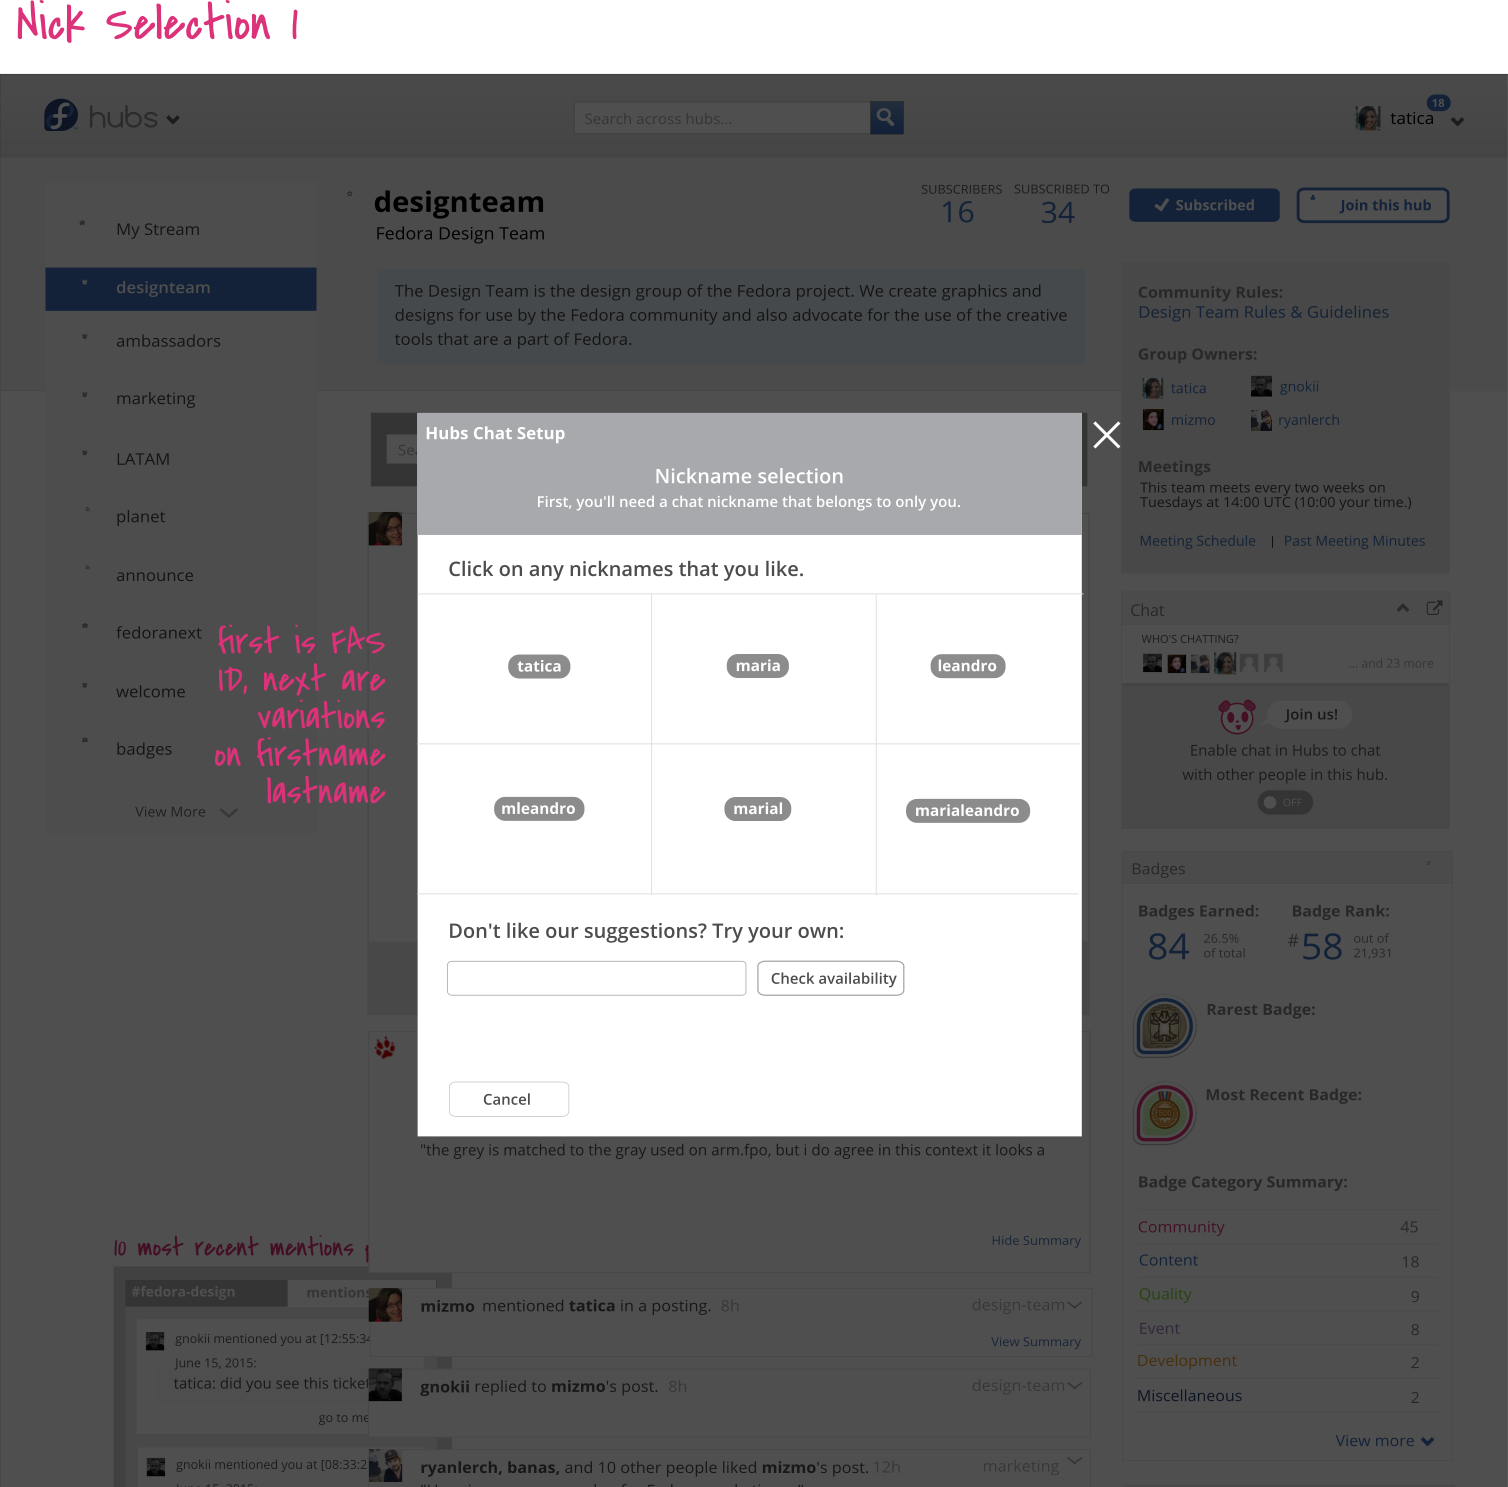 Nick Selection 1
hubs
Search across hubs...
18
tatica
My Stream
designteam
ambassadors
marketing
LATAM
planet
announce
fedoranext
welcome
badges
View More
first is FAS
ID, next are
variations
on firstname
lastname
designteam
Fedora Design Team
SUBSCRIBERS
16
SUBSCRIBED TO
34
Subscribed
Join this hub
The Design Team is the design group of the Fedora project. We create graphics and
designs for use by the Fedora community and also advocate for the use of the creative
tools that are a part of Fedora.
Hubs Chat Setup
Nickname selection
First, you'll need a chat nickname that belongs to only you.
Click on any nicknames that you like.
tatica
maria
leandro
mleandro
marial
marialeandro
Don't like our suggestions? Try your own:
Check availability
Cancel
"the grey is matched to the gray used on arm.fpo, but i do agree in this context it looks a
Hide Summary
mizmo mentioned tatica in a posting. 8h
design-team
View Summary
gnokii replied to mizmo's post. 8h
design-team
ryanlerch, banas, and 10 other people liked mizmo's post. 12h
marketing
10 most recent mentions
#fedora-design
mentions
gnokii mentioned you at [12:55:34
June 15, 2015:
tatica: did you see this ticket
go to me
gnokii mentioned you at [08:33:2
Community Rules:
Design Team Rules & Guidelines
Group Owners:
tatica
gnokii
mizmo
ryanlerch
Meetings
This team meets every two weeks on
Tuesdays at 14:00 UTC (10:00 your time.)
Meeting Schedule | Past Meeting Minutes
Chat
WHO'S CHATTING?
... and 23 more
Join us!
Enable chat in Hubs to chat
with other people in this hub.
OFF
Badges
Badges Earned:
84
26.5%
of total
Badge Rank:
#58
out of
21,931
Rarest Badge:
Most Recent Badge:
Badge Category Summary:
Community 45
Content 18
Quality 9
Event 8
Development 2
Miscellaneous 2
View more